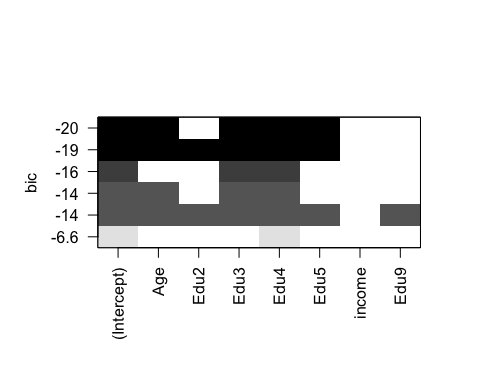 bic
-20
-19
-16
-14
-14
-6.6
(Intercept)
Age
Edu2
Edu3
Edu4
Edu5
income
Edu9